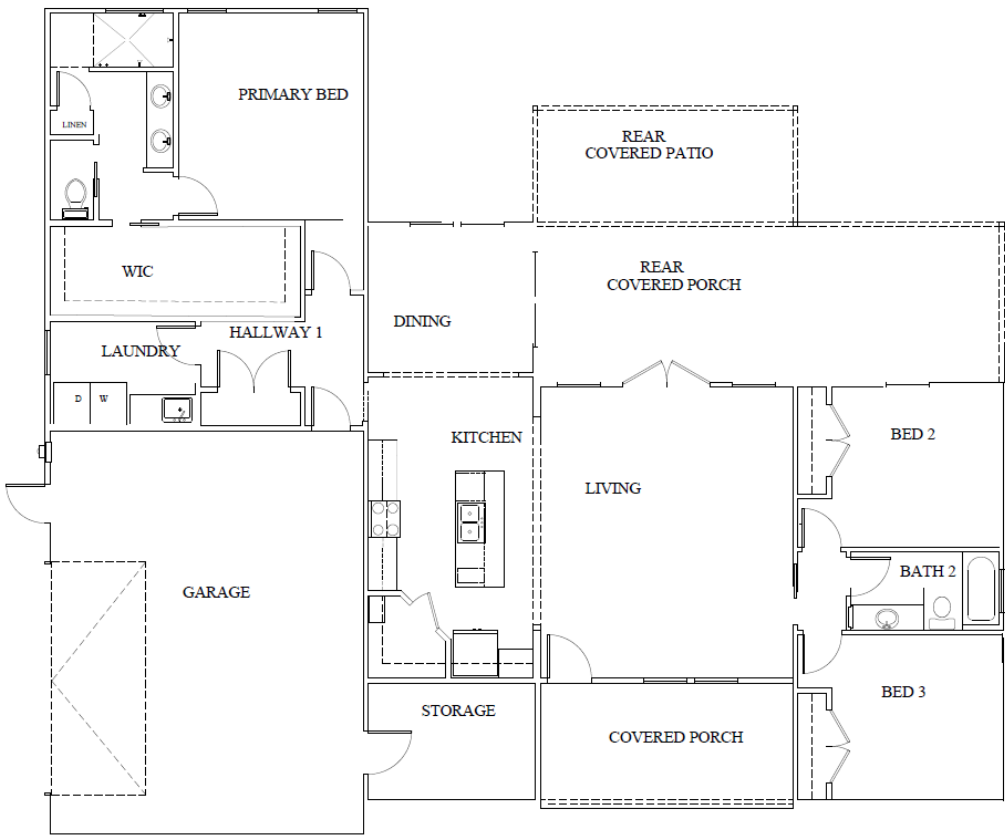 PRIMARY BED
LINEN
REAR
COVERED PATIO
WIC
REAR
COVERED PORCH
DINING
HALLWAY 1
LAUNDRY
D W
KITCHEN
BED 2
LIVING
GARAGE
BATH 2
BED 3
STORAGE
COVERED PORCH